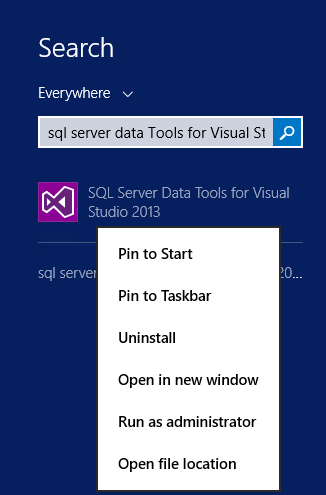 Search
Everywhere
sql server data Tools for Visual St
SQL Server Data Tools for Visual
Studio 2013
sql server 20...
Pin to Start
Pin to Taskbar
Uninstall
Open in new window
Run as administrator
Open file location